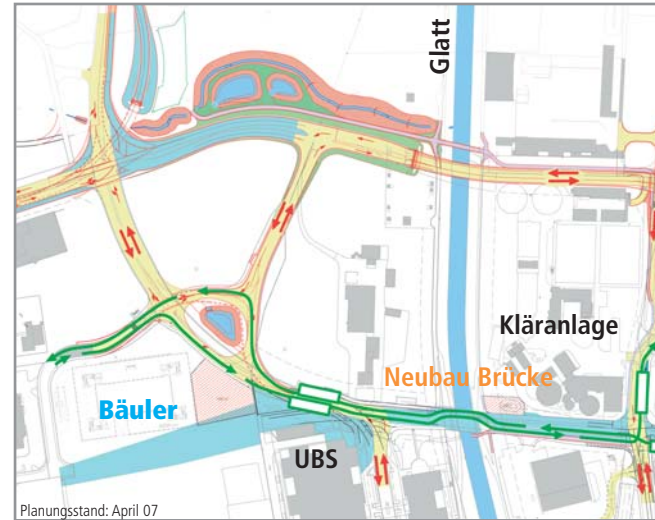 Glatt
Kläranlage
Neubau Brücke
Bäuler
UBS
Planungsstand: April 07